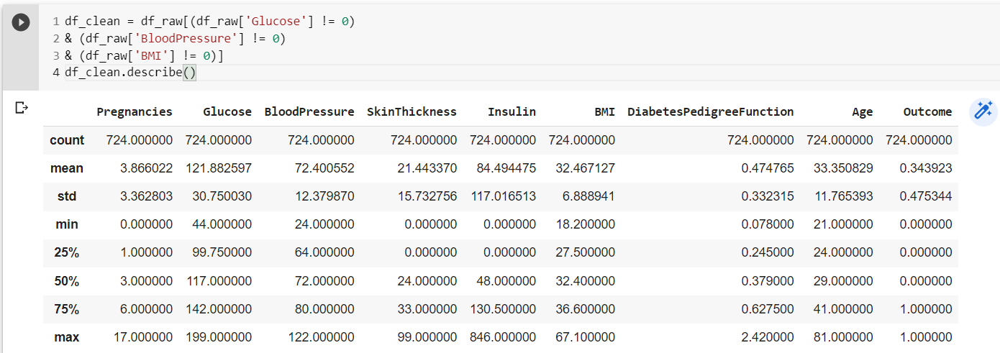 1 df_clean = df_raw[(df_raw['Glucose'] != 0)
2 & (df_raw['BloodPressure'] != 0)
3 & (df_raw['BMI'] != 0)]
4 df_clean.describe()
Pregnancies Glucose BloodPressure SkinThickness Insulin BMI DiabetesPedigreeFunction Age Outcome
count 724.000000 724.000000 724.000000 724.000000 724.000000 724.000000 724.000000 724.000000 724.000000
mean 3.866022 121.882597 72.400552 21.443370 84.494475 32.467127 0.474765 33.350829 0.343923
std 3.362803 30.750030 12.379870 15.732756 117.016513 6.888941 0.332315 11.765393 0.475344
min 0.000000 44.000000 24.000000 0.000000 0.000000 18.200000 0.078000 21.000000 0.000000
25% 1.000000 99.750000 64.000000 0.000000 0.000000 27.500000 0.245000 24.000000 0.000000
50% 3.000000 117.000000 72.000000 24.000000 48.000000 32.400000 0.379000 29.000000 0.000000
75% 6.000000 142.000000 80.000000 33.000000 130.500000 36.600000 0.627500 41.000000 1.000000
max 17.000000 199.000000 122.000000 99.000000 846.000000 67.100000 2.420000 81.000000 1.000000